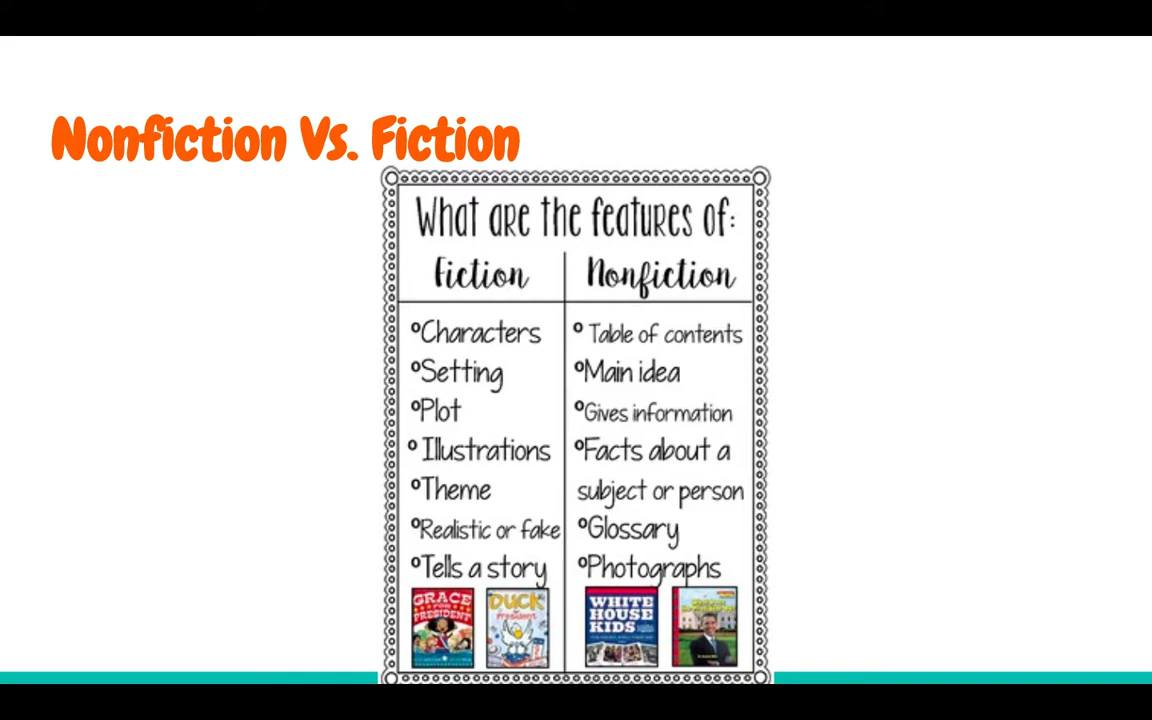 Nonfiction Vs. Fiction
What are the features of:
Fiction
Nonfiction
°Characters
°Setting
°Plot
° Illustrations
°Theme
°Realistic or fake
°Tells a story
° Table of contents
°Main idea
°Gives information
°Facts about a
subject or person
°Glossary
°Photographs
GRACE
FOR
PRESIDENT
DUCK
for
President
WHITE
HOUSE
KIDS